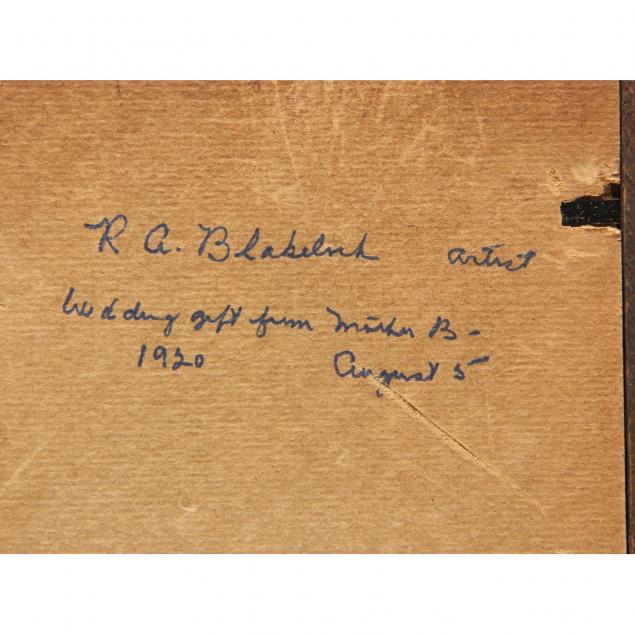 R A. Blakelock artist
Wedding gift from Mother B-
1920 August 5